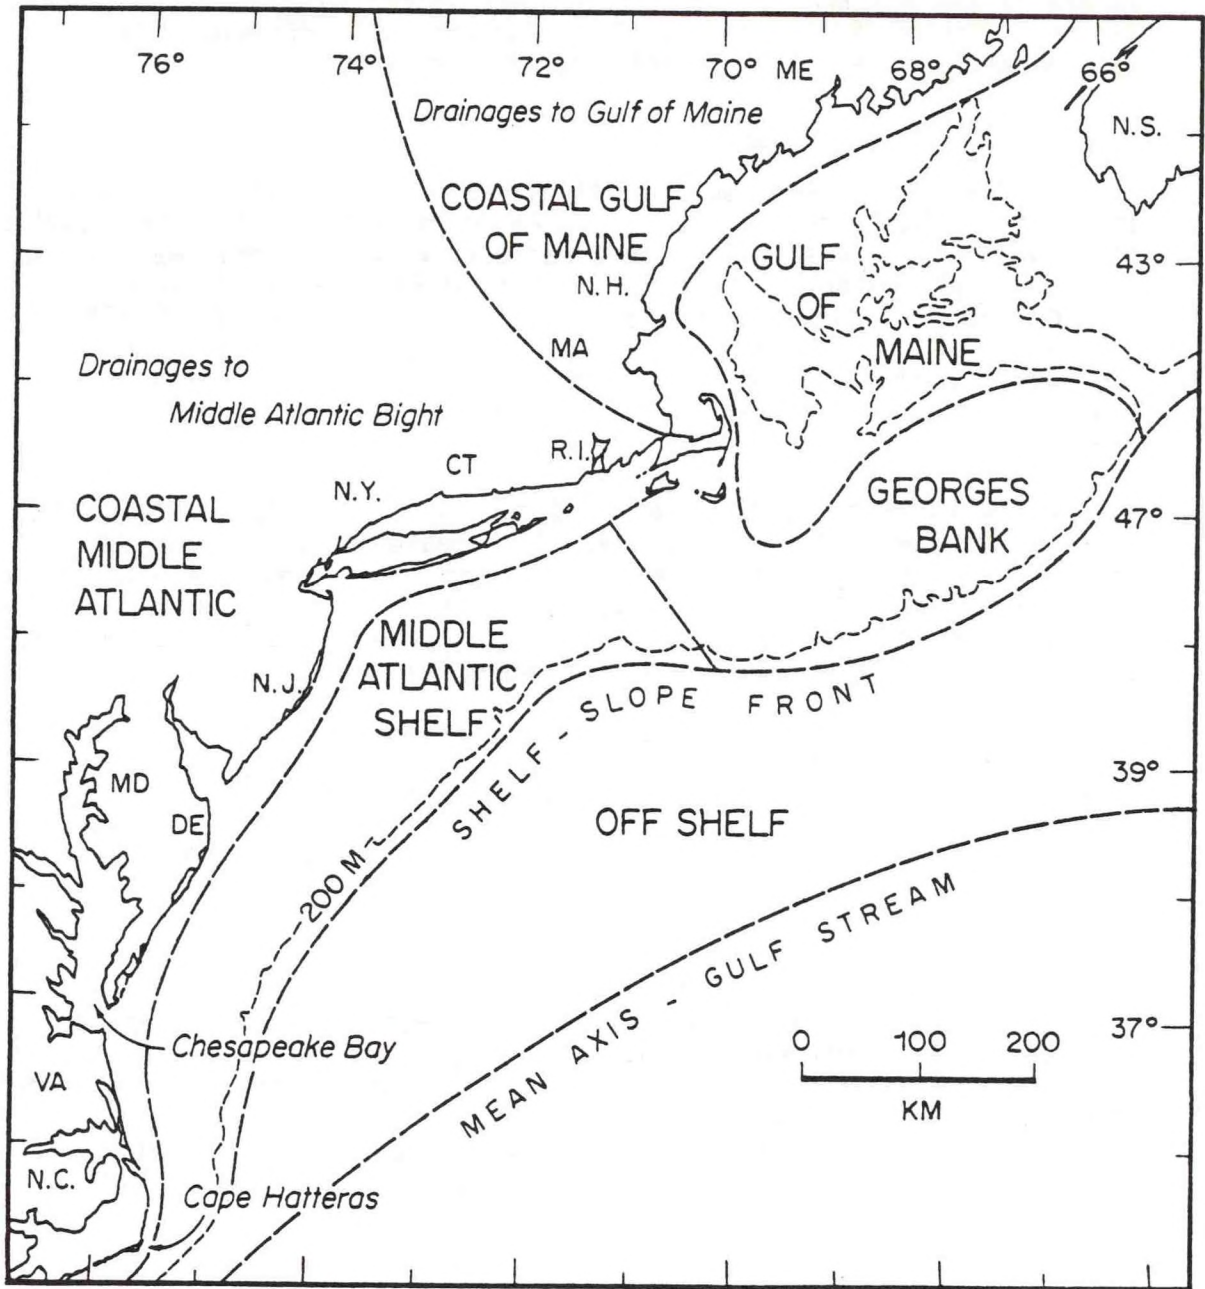 76° 74° 72° 70° ME 68° 66°
Drainages to Gulf of Maine
N.S.
COASTAL GULF
OF MAINE
N.H.
GULF
OF
MAINE
43°
MA
Drainages to
Middle Atlantic Bight
R.I.
CT
N.Y.
COASTAL
MIDDLE
ATLANTIC
GEORGES
BANK
47°
MIDDLE
ATLANTIC
SHELF
N.J.
SHELF - SLOPE FRONT
MD
DE
39°
OFF SHELF
200 M
MEAN AXIS - GULF STREAM
37°
Chesapeake Bay
0 100 200
KM
VA
N.C.
Cape Hatteras